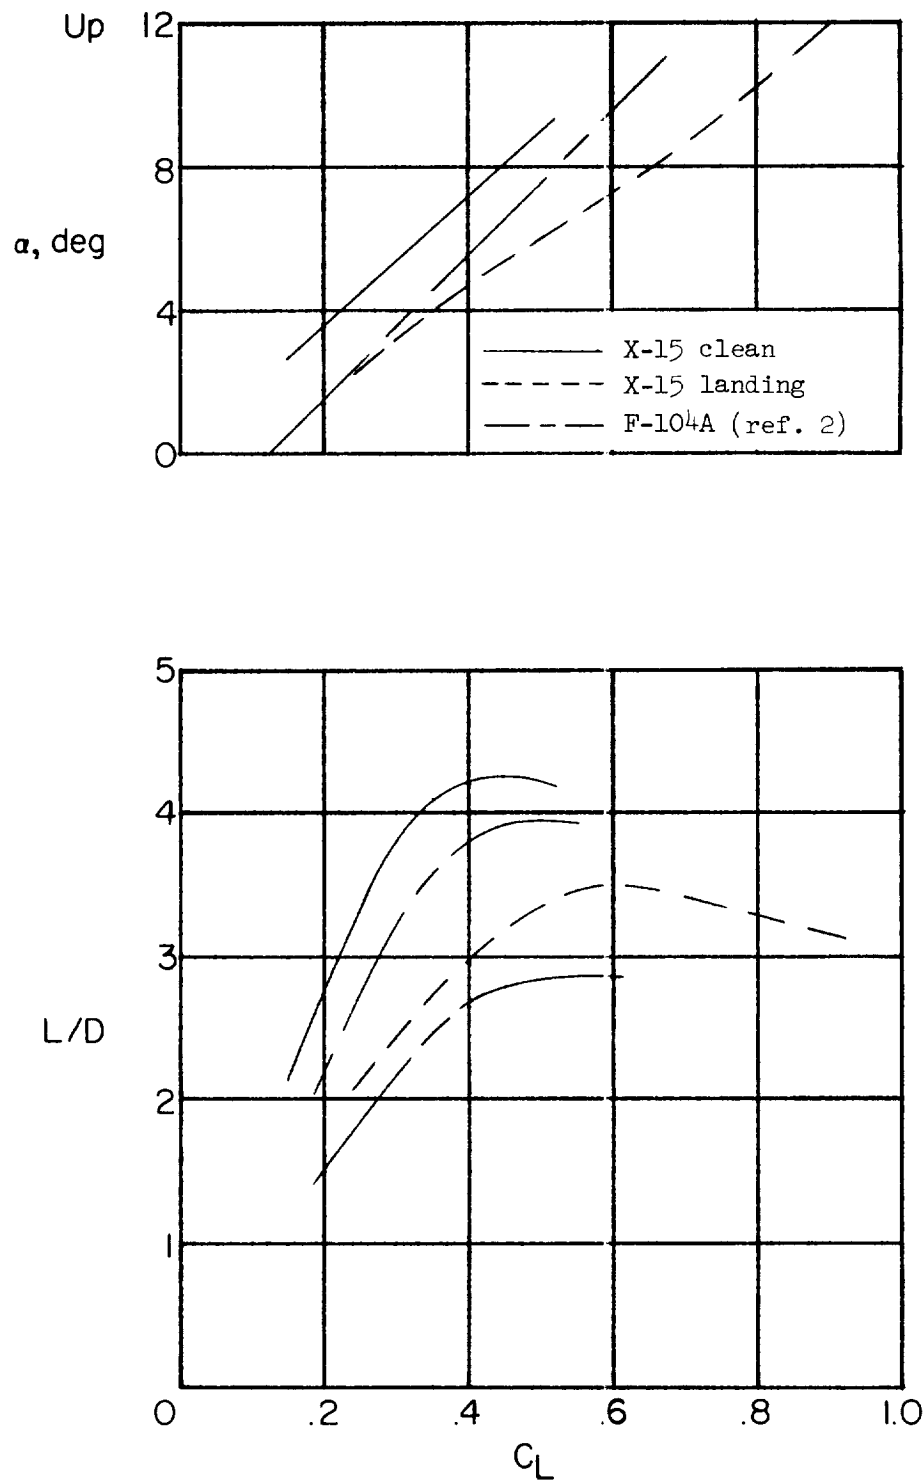 Up
12
8
α, deg
4
0
X-15 clean
X-15 landing
F-104A (ref. 2)
5
4
3
L/D
2
1
0 .2 .4 .6 .8 1.0
CL